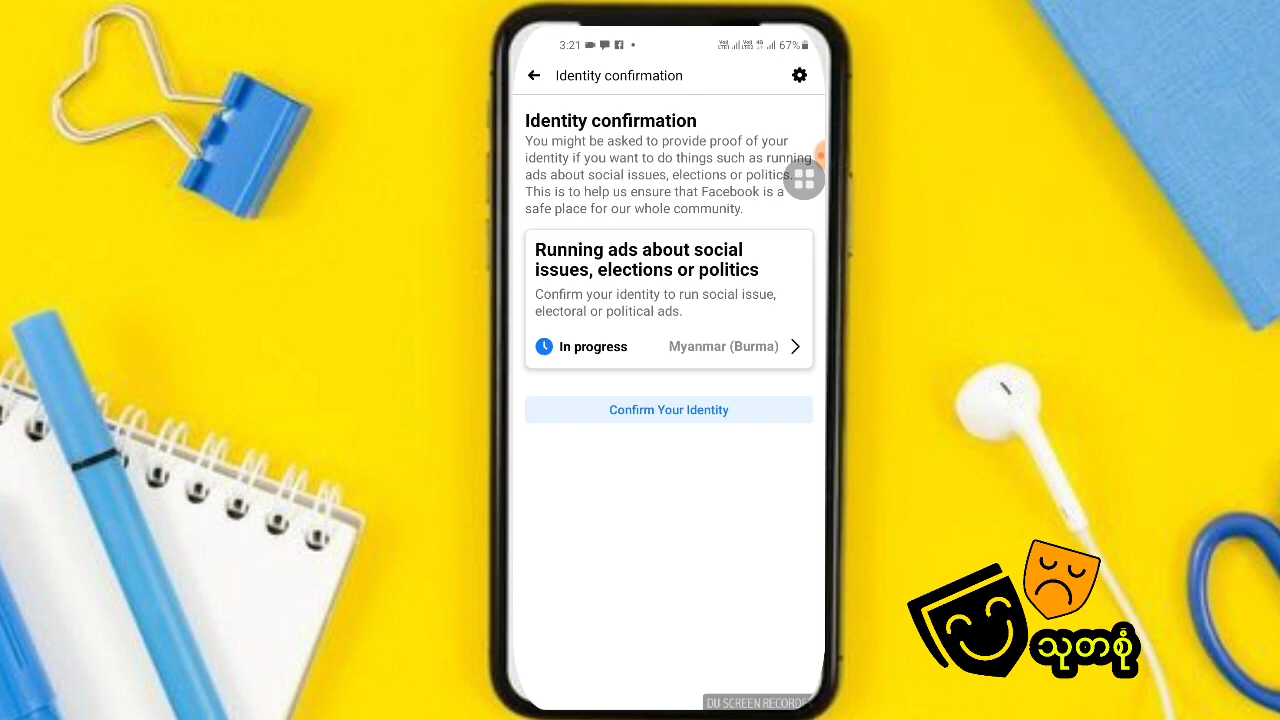 3:21
67%
Identity confirmation
Identity confirmation
You might be asked to provide proof of your
identity if you want to do things such as running
ads about social issues, elections or politics.
This is to help us ensure that Facebook is a
safe place for our whole community.
Running ads about social
issues, elections or politics
Confirm your identity to run social issue,
electoral or political ads.
In progress Myanmar (Burma)
Confirm Your Identity
သုတစုံ
DU SCREEN RECORDE